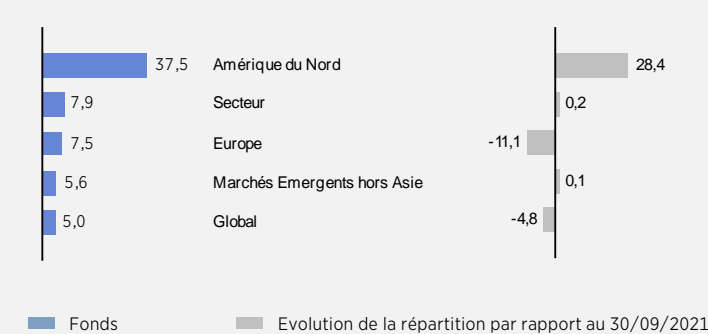 37,5 Amérique du Nord 28,4
7,9 Secteur 0,2
7,5 Europe -11,1
5,6 Marchés Emergents hors Asie 0,1
5,0 Global -4,8
Fonds Evolution de la répartition par rapport au 30/09/2021